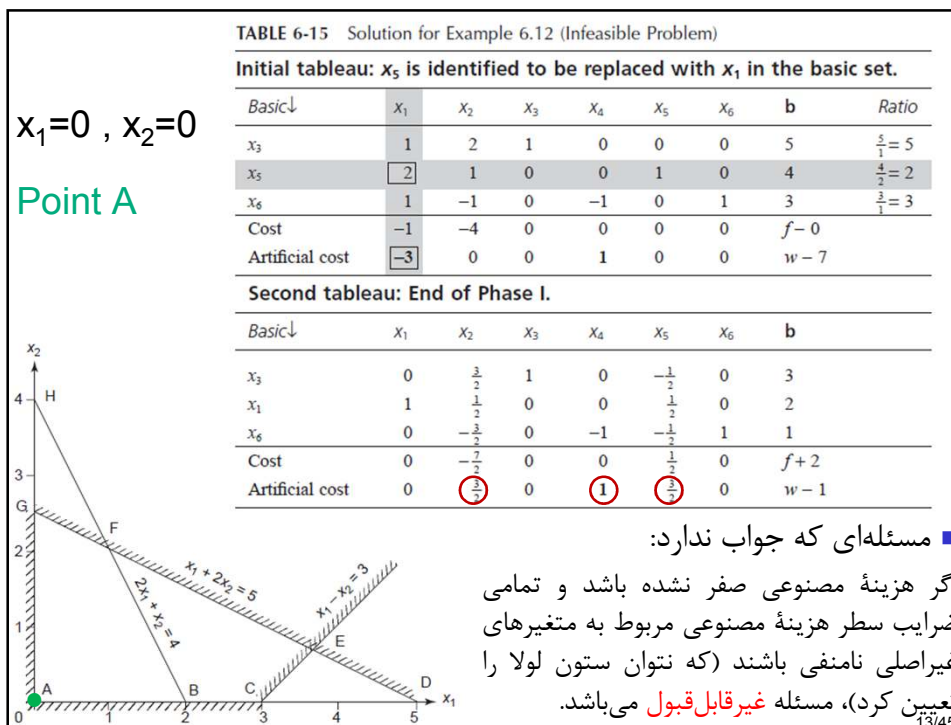 TABLE 6-15 Solution for Example 6.12 (Infeasible Problem)
Initial tableau: x₅ is identified to be replaced with x₁ in the basic set.
Basic↓ x₁ x₂ x₃ x₄ x₅ x₆ b Ratio
x₃ 1 2 1 0 0 0 5 5/1 = 5
x₅ 2 1 0 0 1 0 4 4/2 = 2
x₆ 1 −1 0 −1 0 1 3 3/1 = 3
Cost −1 −4 0 0 0 0 f − 0
Artificial cost −3 0 0 1 0 0 w − 7
Second tableau: End of Phase I.
Basic↓ x₁ x₂ x₃ x₄ x₅ x₆ b
x₃ 0 3/2 1 0 −1/2 0 3
x₁ 1 1/2 0 0 1/2 0 2
x₆ 0 −3/2 0 −1 −1/2 1 1
Cost 0 −7/2 0 0 1/2 0 f + 2
Artificial cost 0 3/2 0 1 3/2 0 w − 1
x₁=0 , x₂=0
Point A
x₂
4 H
3
G
2 F
1
0 A 1 B 2 C 3 4 D 5 x₁
E
2x₁ + x₂ = 4
x₁ + 2x₂ = 5
x₁ − x₂ = 3
مسئله‌ای که جواب ندارد:
گر هزینهٔ مصنوعی صفر نشده باشد و تمامی
ضرایب سطر هزینهٔ مصنوعی مربوط به متغیرهای
غیراصلی نامنفی باشند (که نتوان ستون لولا را
کرد)، مسئله غیرقابل‌قبول می‌باشد.